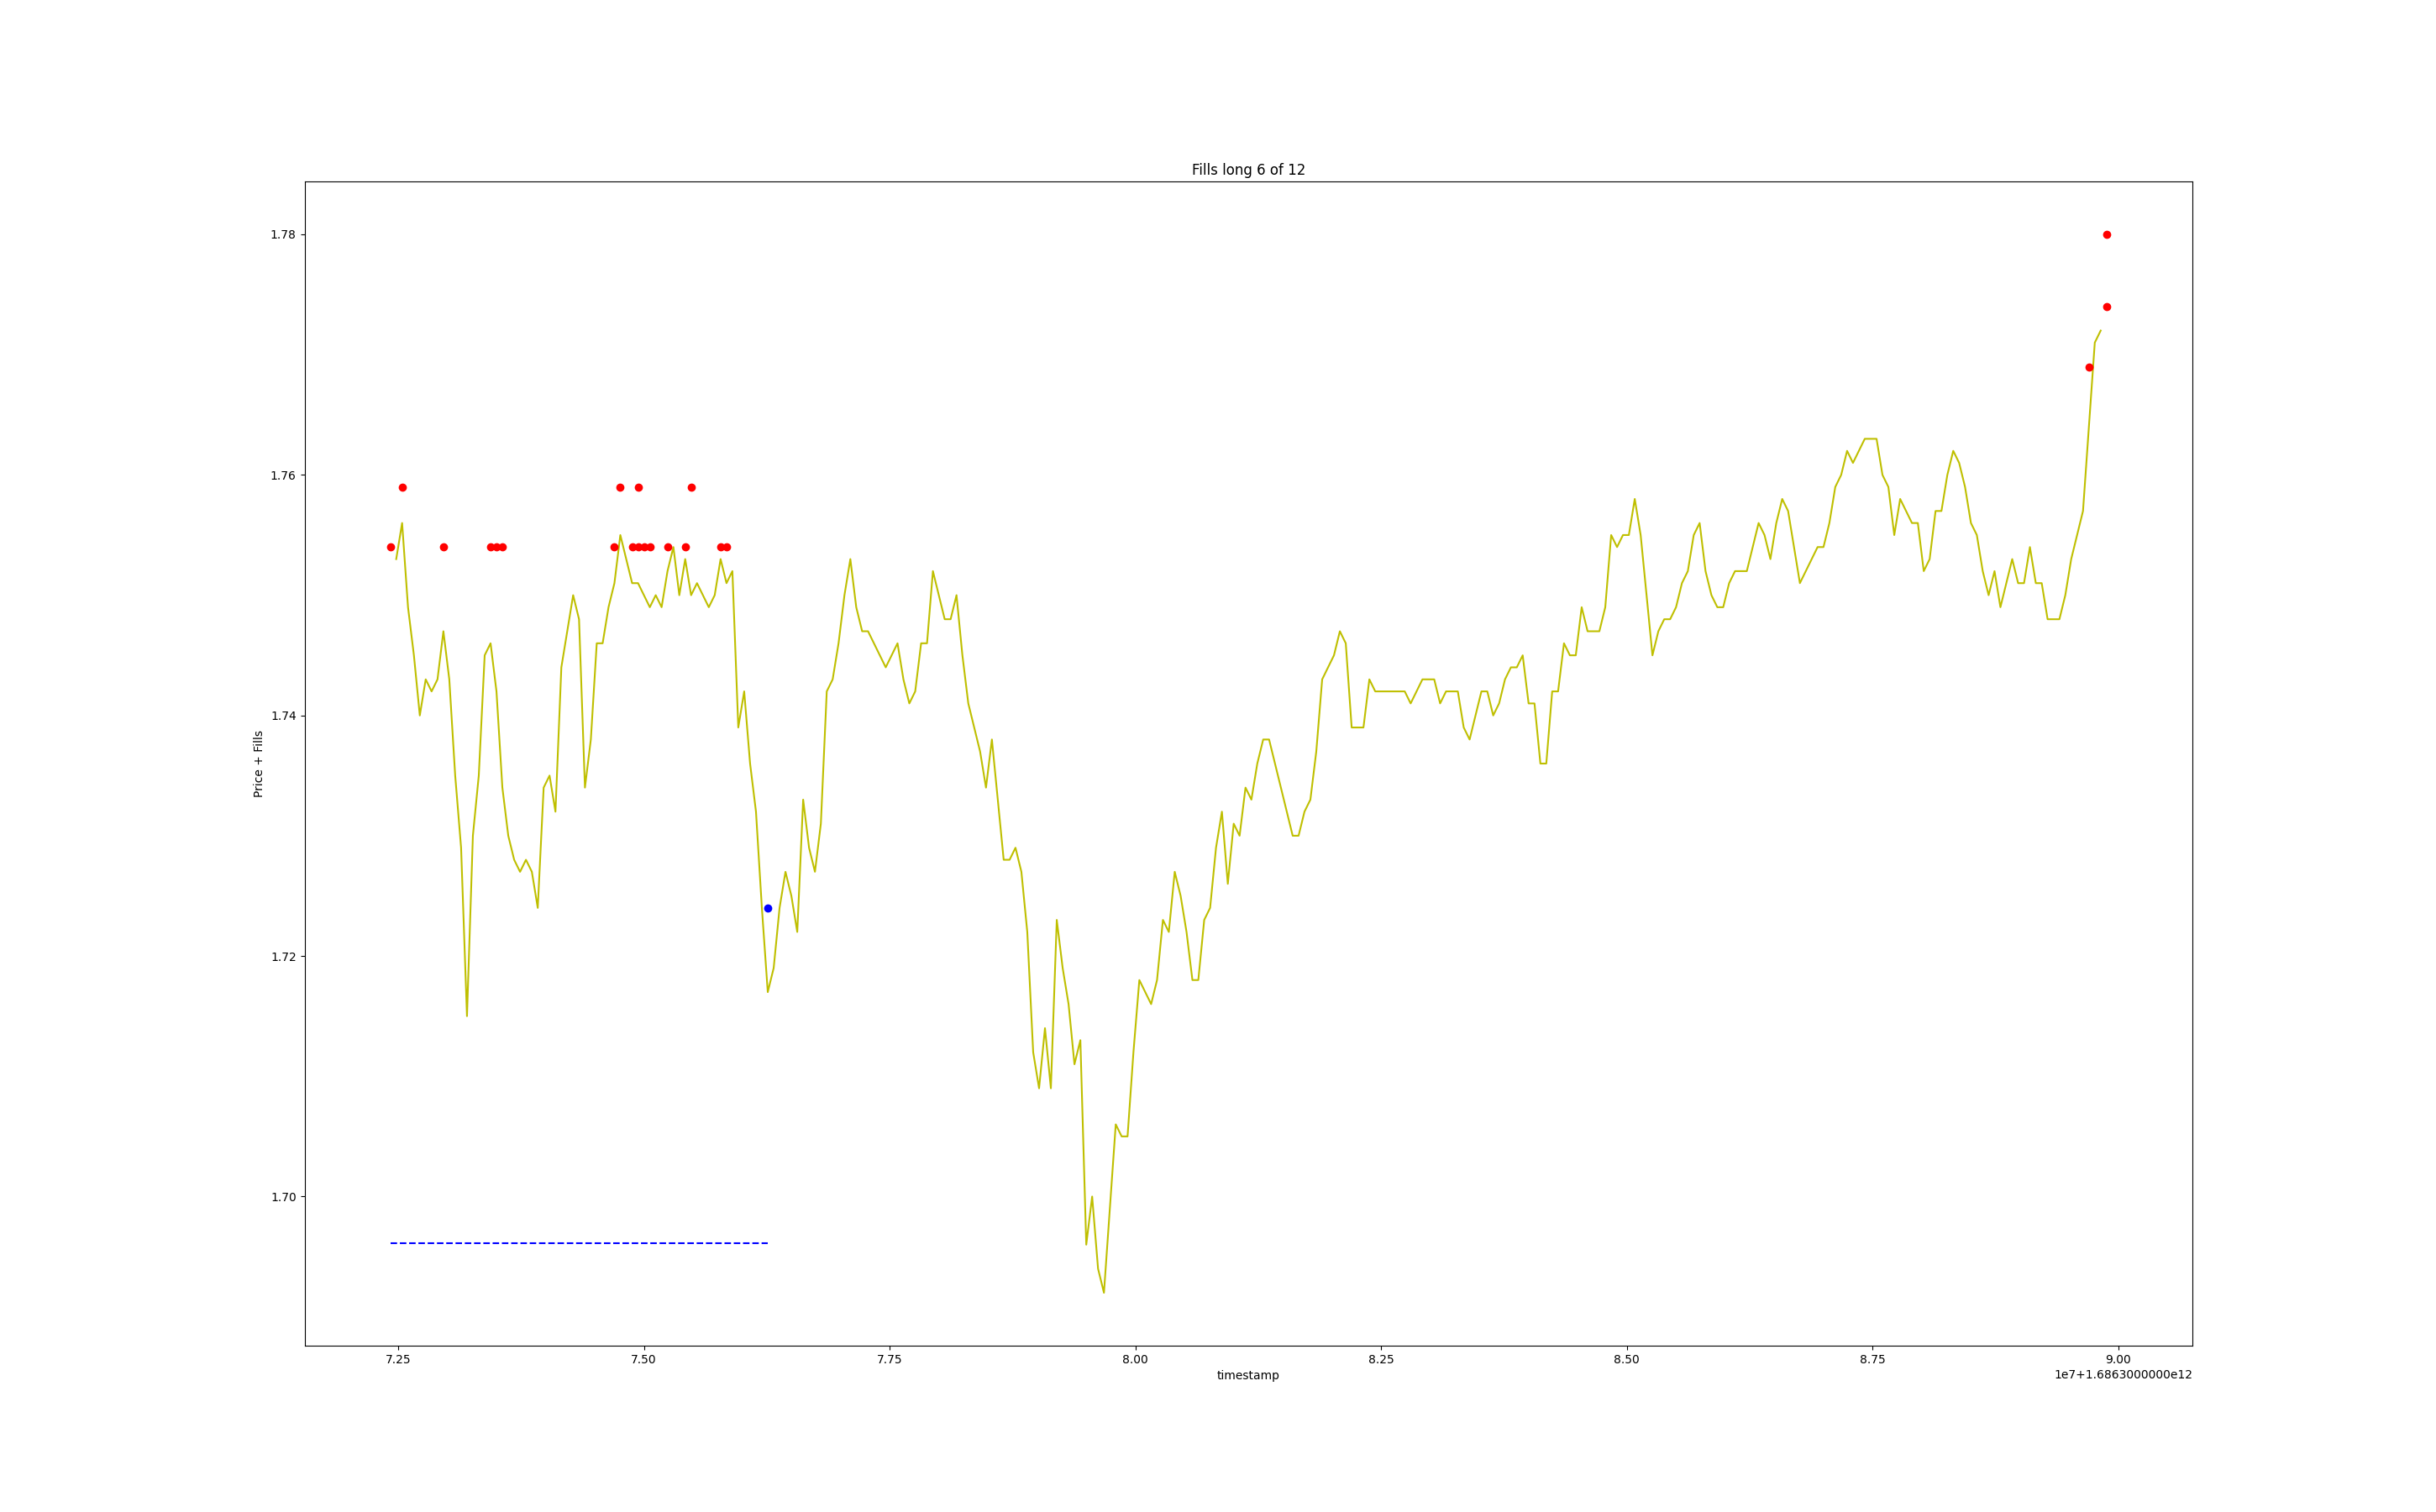 Fills long 6 of 12
1.78
1.76
1.74
1.72
1.70
Price + Fills
7.25 7.50 7.75 8.00 8.25 8.50 8.75 9.00
timestamp
1e7+1.6863000000e12